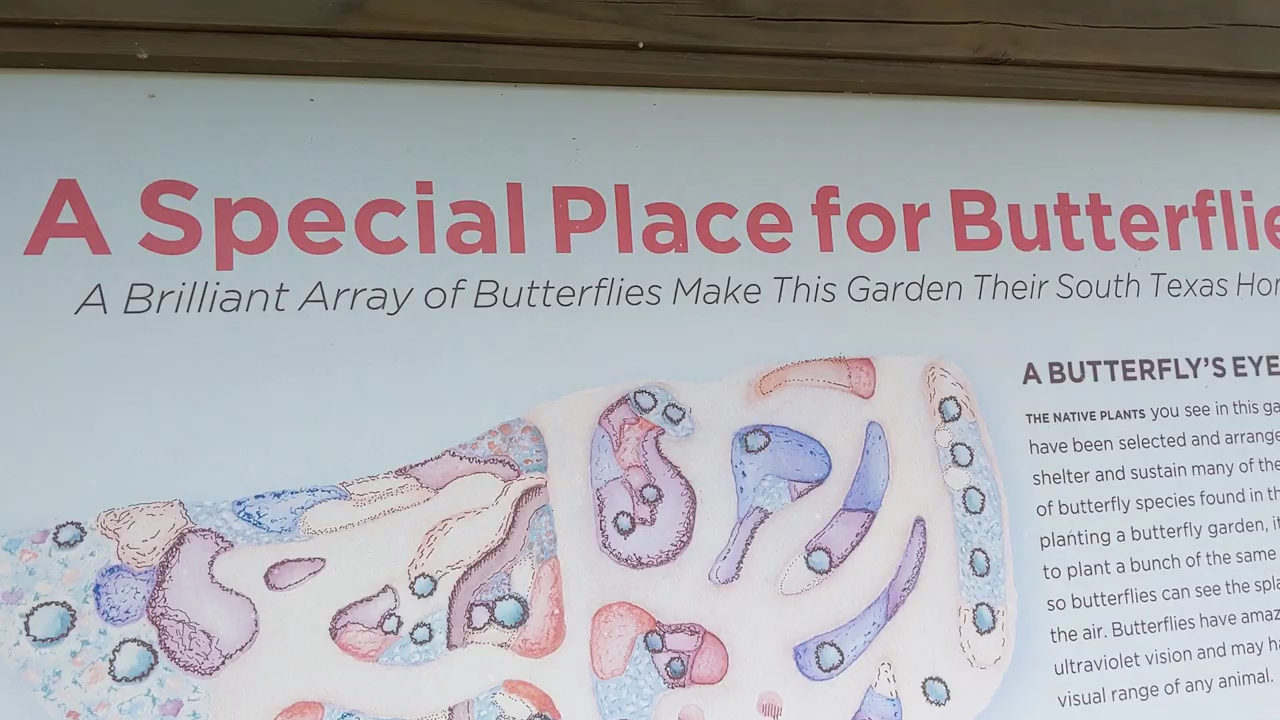 A Special Place for Butterflie
A Brilliant Array of Butterflies Make This Garden Their South Texas Hor
A BUTTERFLY'S EYE
THE NATIVE PLANTS you see in this ga
have been selected and arrange
shelter and sustain many of the
of butterfly species found in th
planting a butterfly garden, i
to plant a bunch of the same
so butterflies can see the spla
the air. Butterflies have amaz
ultraviolet vision and may ha
visual range of any animal.